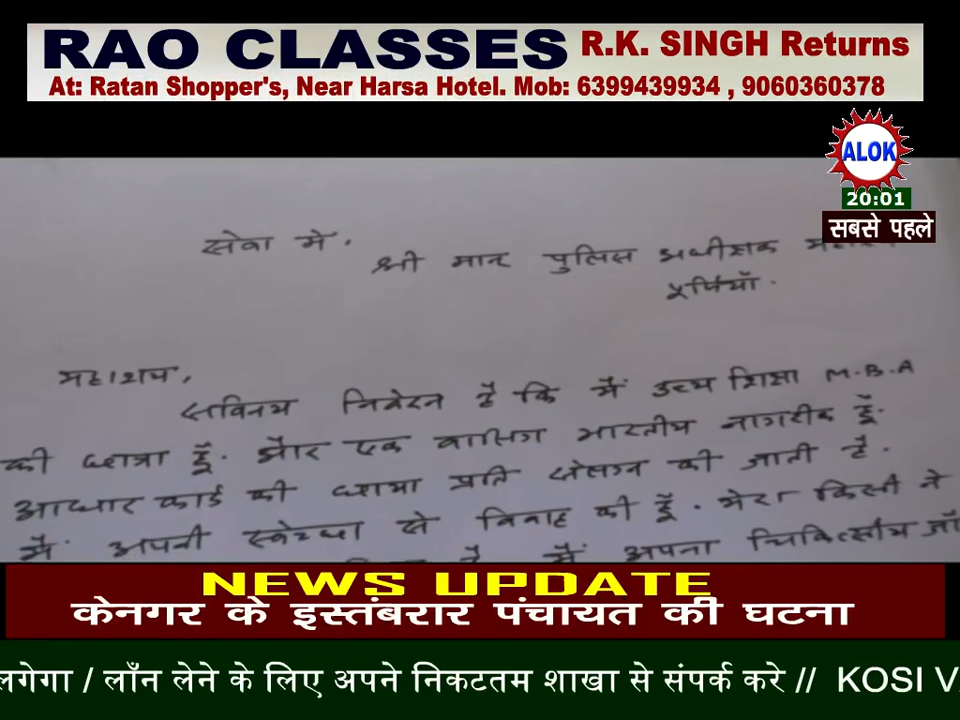 RAO CLASSES R.K. SINGH Returns
At: Ratan Shopper's, Near Harsa Hotel. Mob: 6399439934 , 9060360378
ALOK
20:01
सबसे पहले
सेवा में,
श्री मान पुलिस अधीक्षक
पूर्णियाँ.
महाशय,
सविनय निवेदन है कि मैं उच्च शिक्षा M.B.A
की छात्रा हूँ. और एक बालिग भारतीय नागरीक हूँ.
आधार कार्ड की छाया प्रति संलग्न की जाती है.
मैं अपनी स्वेच्छा से विवाह की हूँ. मेरा किसी ने
मैं अपना चिकित्सीय
NEWS UPDATE
केनगर के इस्तंबरार पंचायत की घटना
लगेगा / लाँन लेने के लिए अपने निकटतम शाखा से संपर्क करे // KOSI